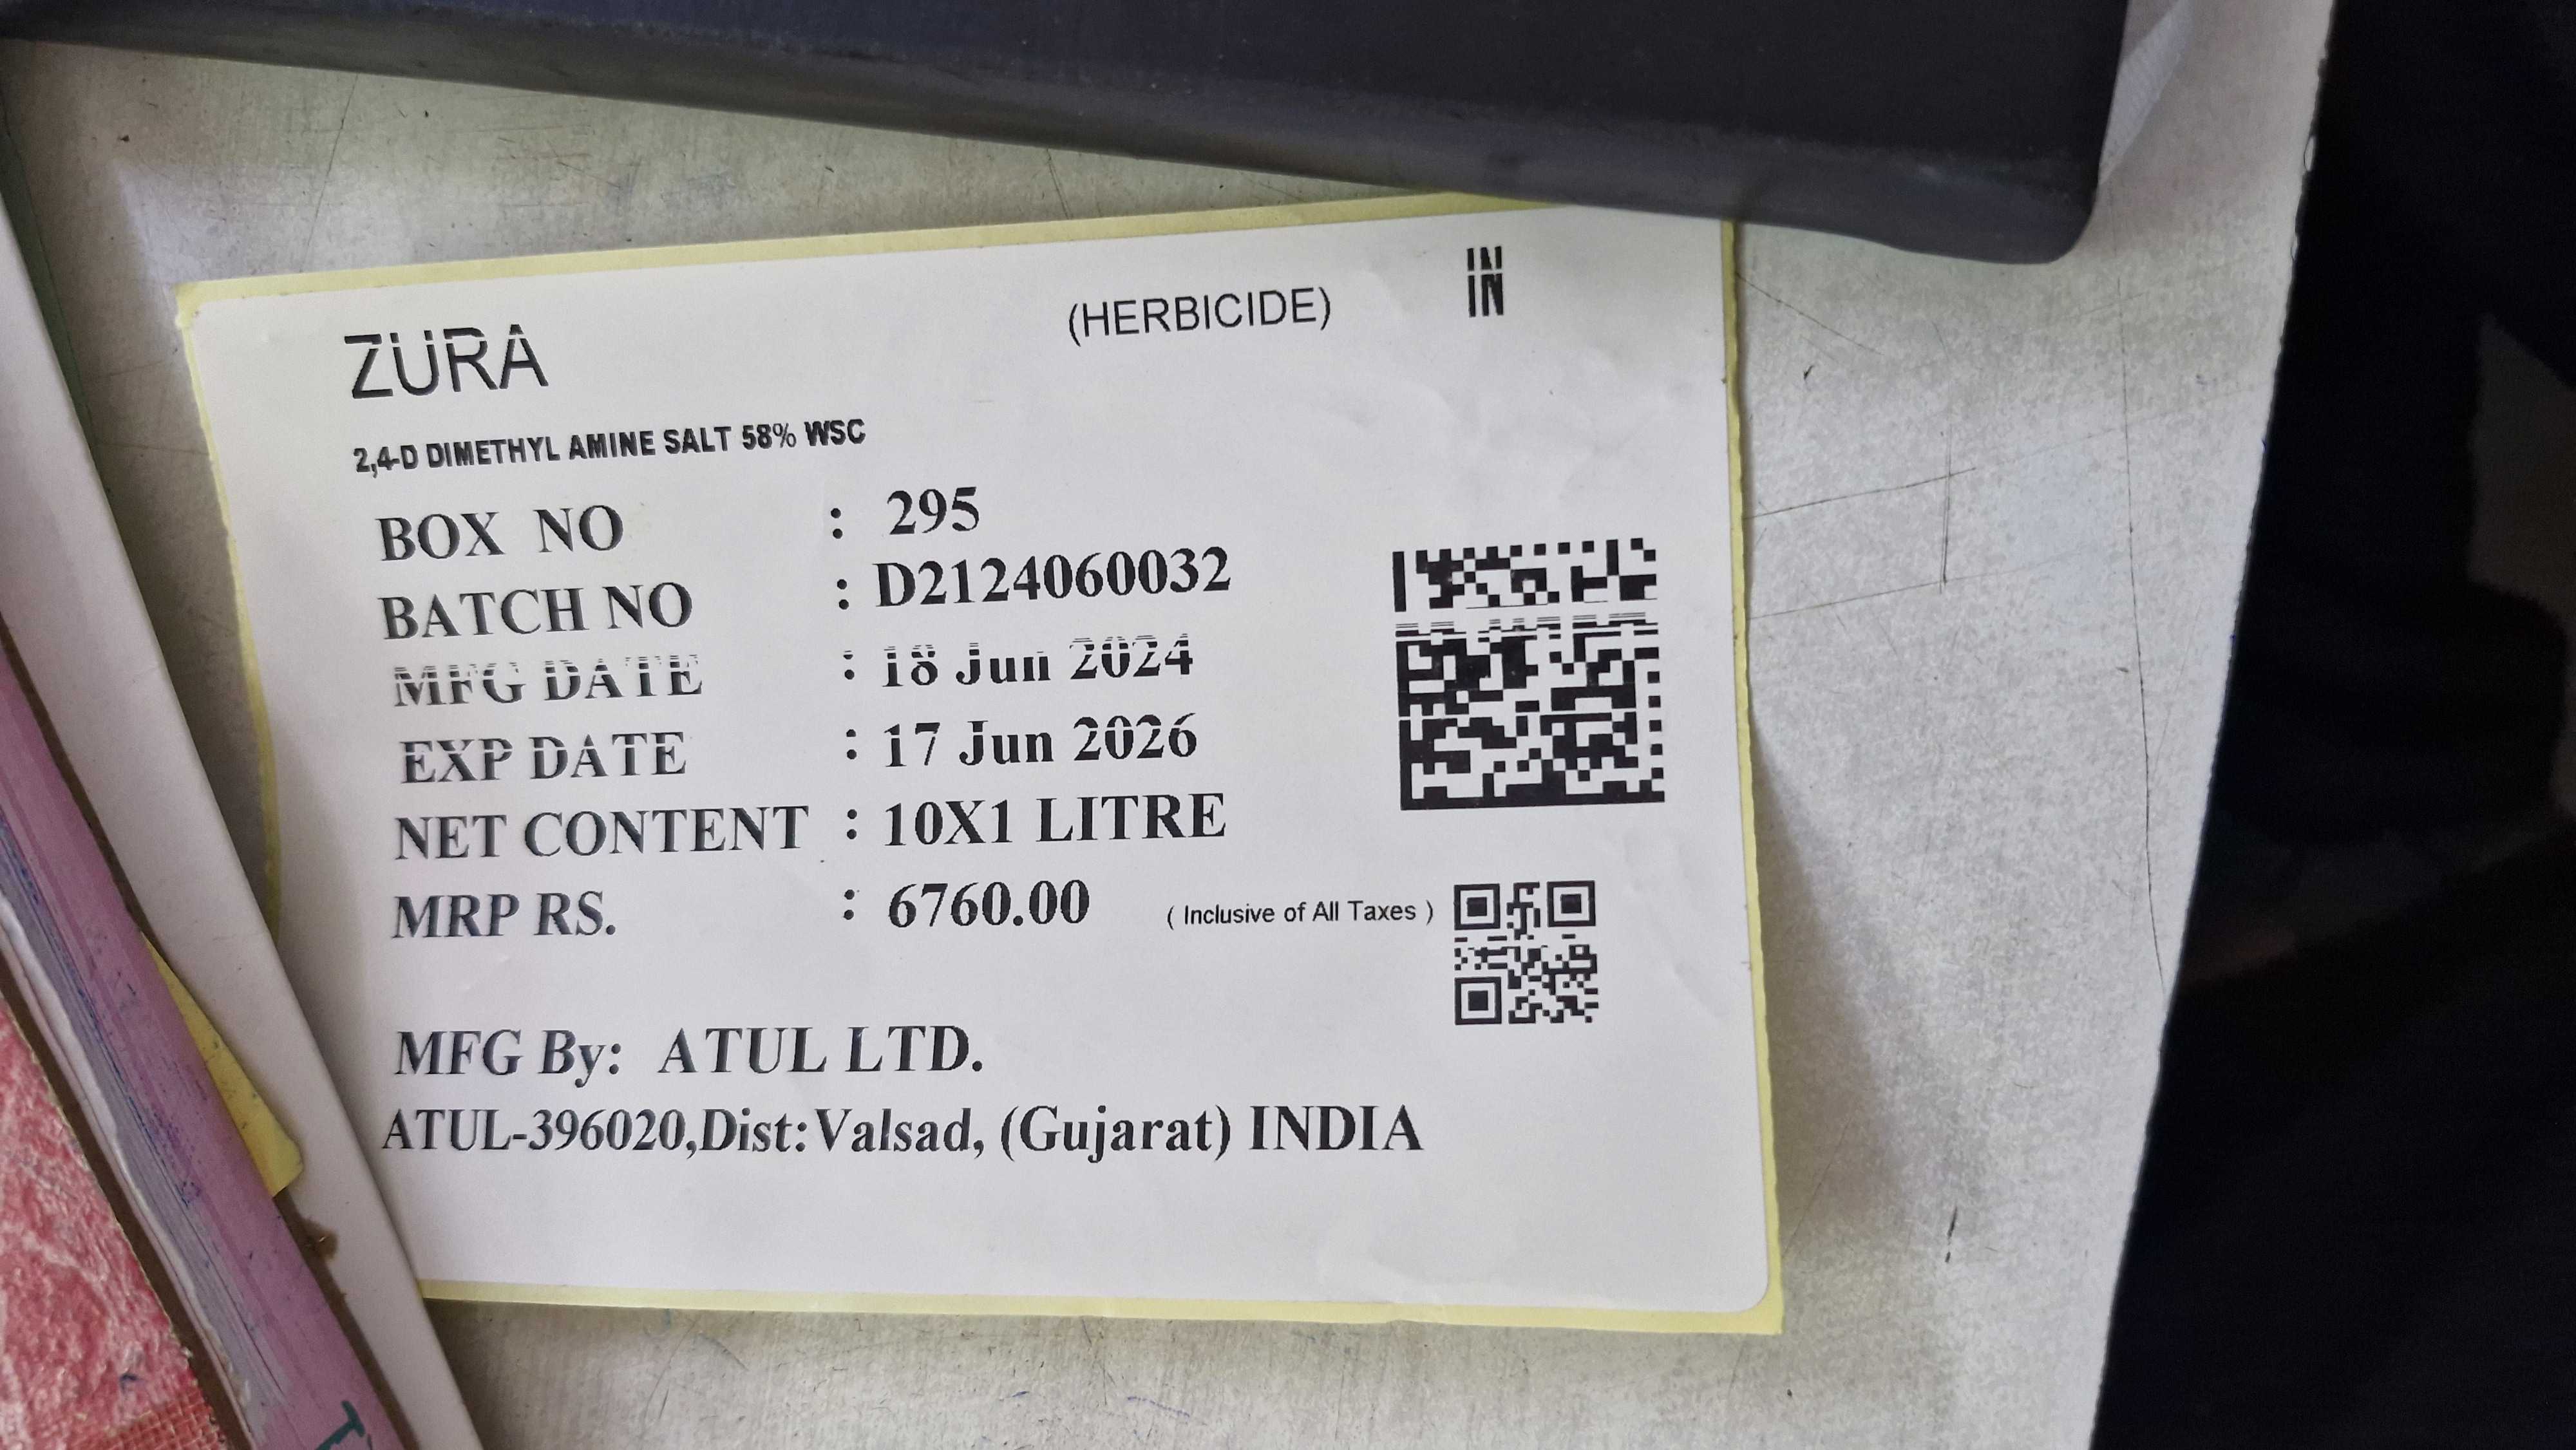 ZURA (HERBICIDE) IN
2,4-D DIMETHYL AMINE SALT 58% WSC
BOX NO : 295
BATCH NO : D2124060032
MFG DATE : 18 Jun 2024
EXP DATE : 17 Jun 2026
NET CONTENT : 10X1 LITRE
MRP RS. : 6760.00 ( Inclusive of All Taxes )
MFG By: ATUL LTD.
ATUL-396020,Dist:Valsad, (Gujarat) INDIA